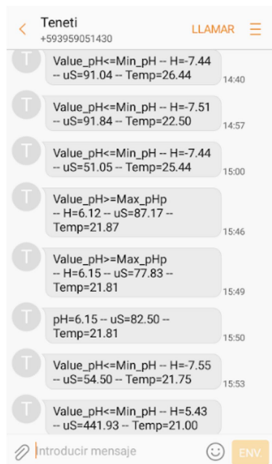 Teneti
LLAMAR
+593959051430
Value_pH<=Min_pH -- H=-7.44
-- uS=91.04 -- Temp=26.44
14:40
Value_pH<=Min_pH -- H=-7.51
-- uS=91.84 -- Temp=22.50
14:57
Value_pH<=Min_pH -- H=-7.44
-- uS=51.05 -- Temp=25.44
15:00
Value_pH>=Max_pHp
-- H=6.12 -- uS=87.17 --
Temp=21.87
15:46
Value_pH>=Max_pHp
-- H=6.15 -- uS=77.83 --
Temp=21.81
15:49
pH=6.15 -- uS=82.50 --
Temp=21.81
15:50
Value_pH<=Min_pH -- H=-7.55
-- uS=54.50 -- Temp=21.75
15:53
Value_pH<=Min_pH -- H=5.43
-- uS=441.93 -- Temp=21.00
Introducir mensaje
ENV.